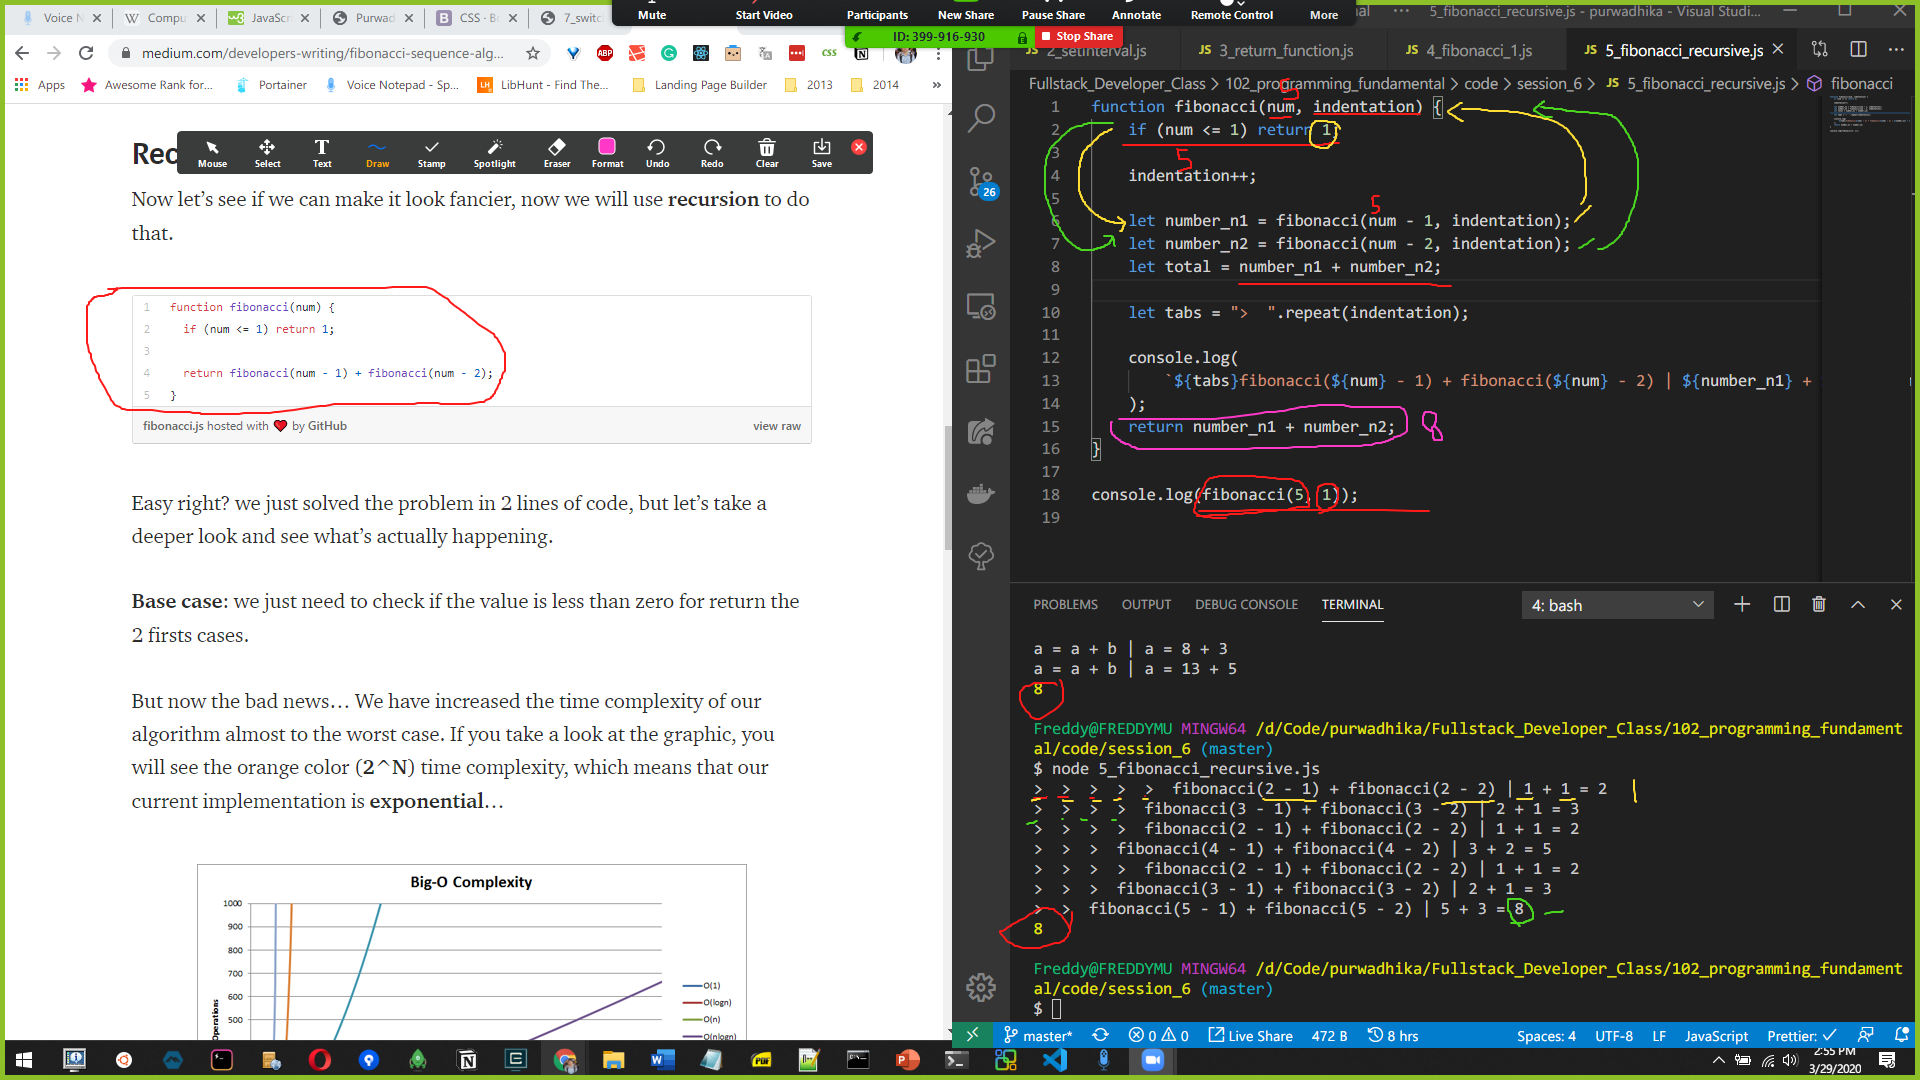 Voice N
Compu
JavaScr
Purwad
CSS - B
7_switc
Mute
Start Video
Participants
New Share
Pause Share
Annotate
Remote Control
More
ID: 399-916-930
Stop Share
5_fibonacci_recursive.js - purwadhika - Visual Studi...
medium.com/developers-writing/fibonacci-sequence-alg...
2_setinterval.js
3_return_function.js
4_fibonacci_1.js
5_fibonacci_recursive.js
Apps
Awesome Rank for...
Portainer
Voice Notepad - Sp...
LibHunt - Find The...
Landing Page Builder
2013
2014
Fullstack_Developer_Class > 102_programming_fundamental > code > session_6 > JS 5_fibonacci_recursive.js > fibonacci
Mouse
Select
Text
Draw
Stamp
Spotlight
Eraser
Format
Undo
Redo
Clear
Save
Rec
Now let’s see if we can make it look fancier, now we will use recursion to do
that.
1 function fibonacci(num) {
2 if (num <= 1) return 1;
3
4 return fibonacci(num - 1) + fibonacci(num - 2);
5 }
fibonacci.js hosted with ❤ by GitHub
view raw
Easy right? we just solved the problem in 2 lines of code, but let’s take a
deeper look and see what’s actually happening.
Base case: we just need to check if the value is less than zero for return the
2 firsts cases.
But now the bad news… We have increased the time complexity of our
algorithm almost to the worst case. If you take a look at the graphic, you
will see the orange color (2^N) time complexity, which means that our
current implementation is exponential…
Big-O Complexity
1000
900
800
700
600
500
Operations
O(1)
O(logn)
O(n)
O(nlogn)
5
1 function fibonacci(num, indentation) {
2 if (num <= 1) return 1;
3
5
4 indentation++;
5
5
6 let number_n1 = fibonacci(num - 1, indentation);
7 let number_n2 = fibonacci(num - 2, indentation);
8 let total = number_n1 + number_n2;
9
10 let tabs = ">  ".repeat(indentation);
11
12 console.log(
13 `${tabs}fibonacci(${num} - 1) + fibonacci(${num} - 2) | ${number_n1} +
14 );
15 return number_n1 + number_n2;
8
16 }
17
18 console.log(fibonacci(5, 1));
19
26
PROBLEMS
OUTPUT
DEBUG CONSOLE
TERMINAL
4: bash
a = a + b | a = 8 + 3
a = a + b | a = 13 + 5
8
Freddy@FREDDYMU MINGW64 /d/Code/purwadhika/Fullstack_Developer_Class/102_programming_fundament
al/code/session_6 (master)
$ node 5_fibonacci_recursive.js
>  >  >  >  >  fibonacci(2 - 1) + fibonacci(2 - 2) | 1 + 1 = 2
>  >  >  >  fibonacci(3 - 1) + fibonacci(3 - 2) | 2 + 1 = 3
>  >  >  >  fibonacci(2 - 1) + fibonacci(2 - 2) | 1 + 1 = 2
>  >  >  fibonacci(4 - 1) + fibonacci(4 - 2) | 3 + 2 = 5
>  >  >  >  fibonacci(2 - 1) + fibonacci(2 - 2) | 1 + 1 = 2
>  >  >  fibonacci(3 - 1) + fibonacci(3 - 2) | 2 + 1 = 3
>  >  fibonacci(5 - 1) + fibonacci(5 - 2) | 5 + 3 = 8
8
Freddy@FREDDYMU MINGW64 /d/Code/purwadhika/Fullstack_Developer_Class/102_programming_fundament
al/code/session_6 (master)
$
master*
0
0
Live Share
472 B
8 hrs
Spaces: 4
UTF-8
LF
JavaScript
Prettier: ✓
2:55 PM
3/29/2020